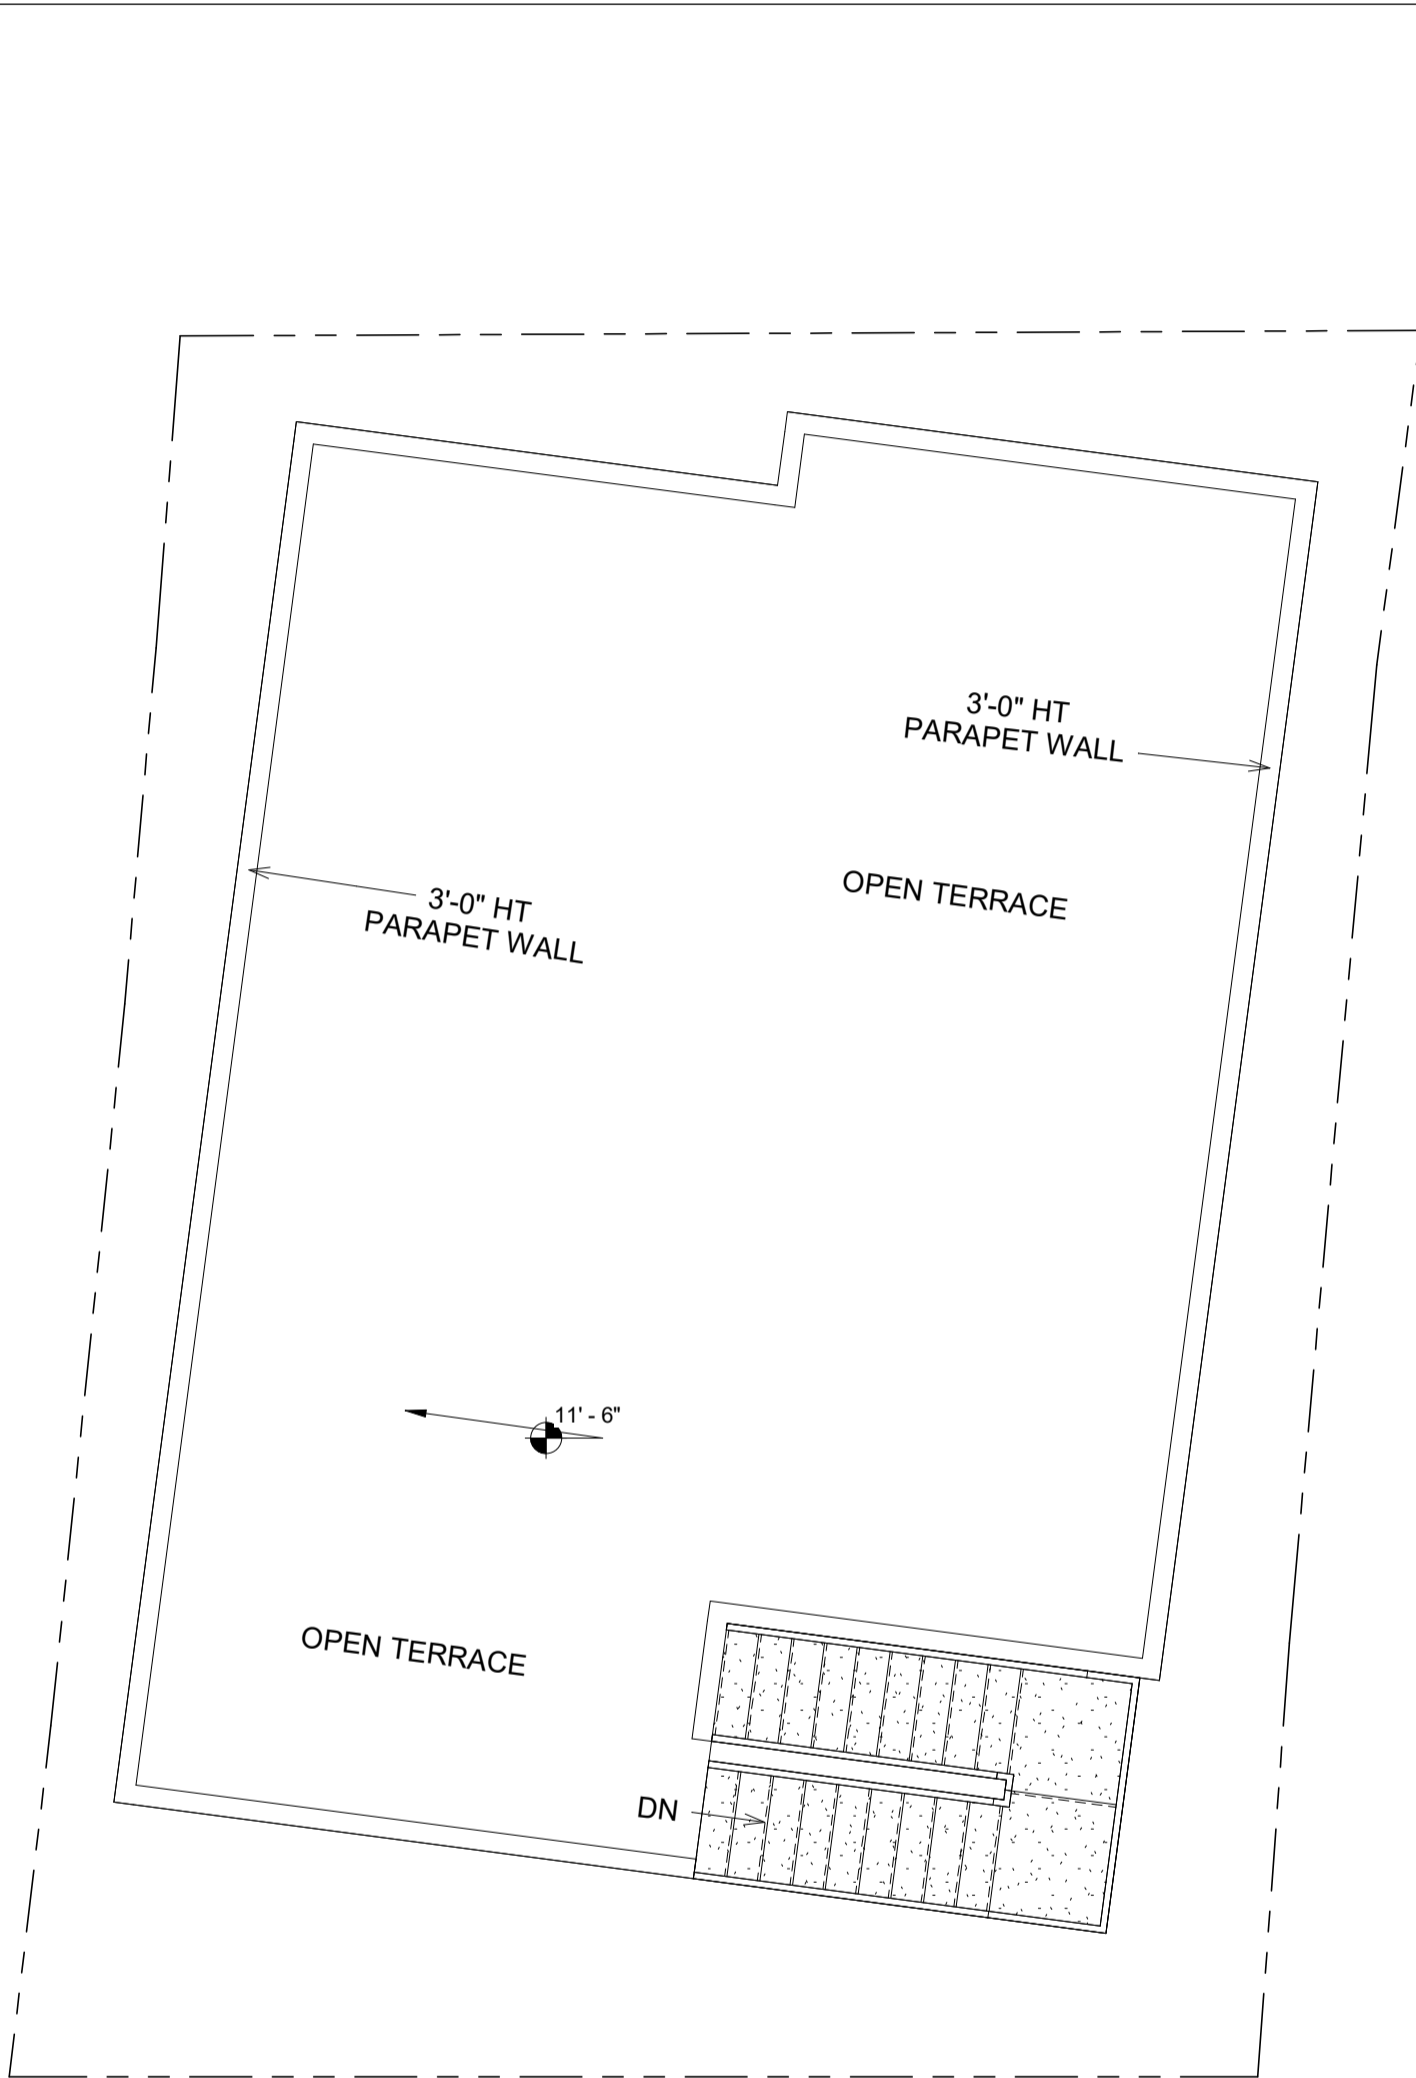 3'-0" HT
PARAPET WALL
OPEN TERRACE
3'-0" HT
PARAPET WALL
11' - 6"
OPEN TERRACE
DN